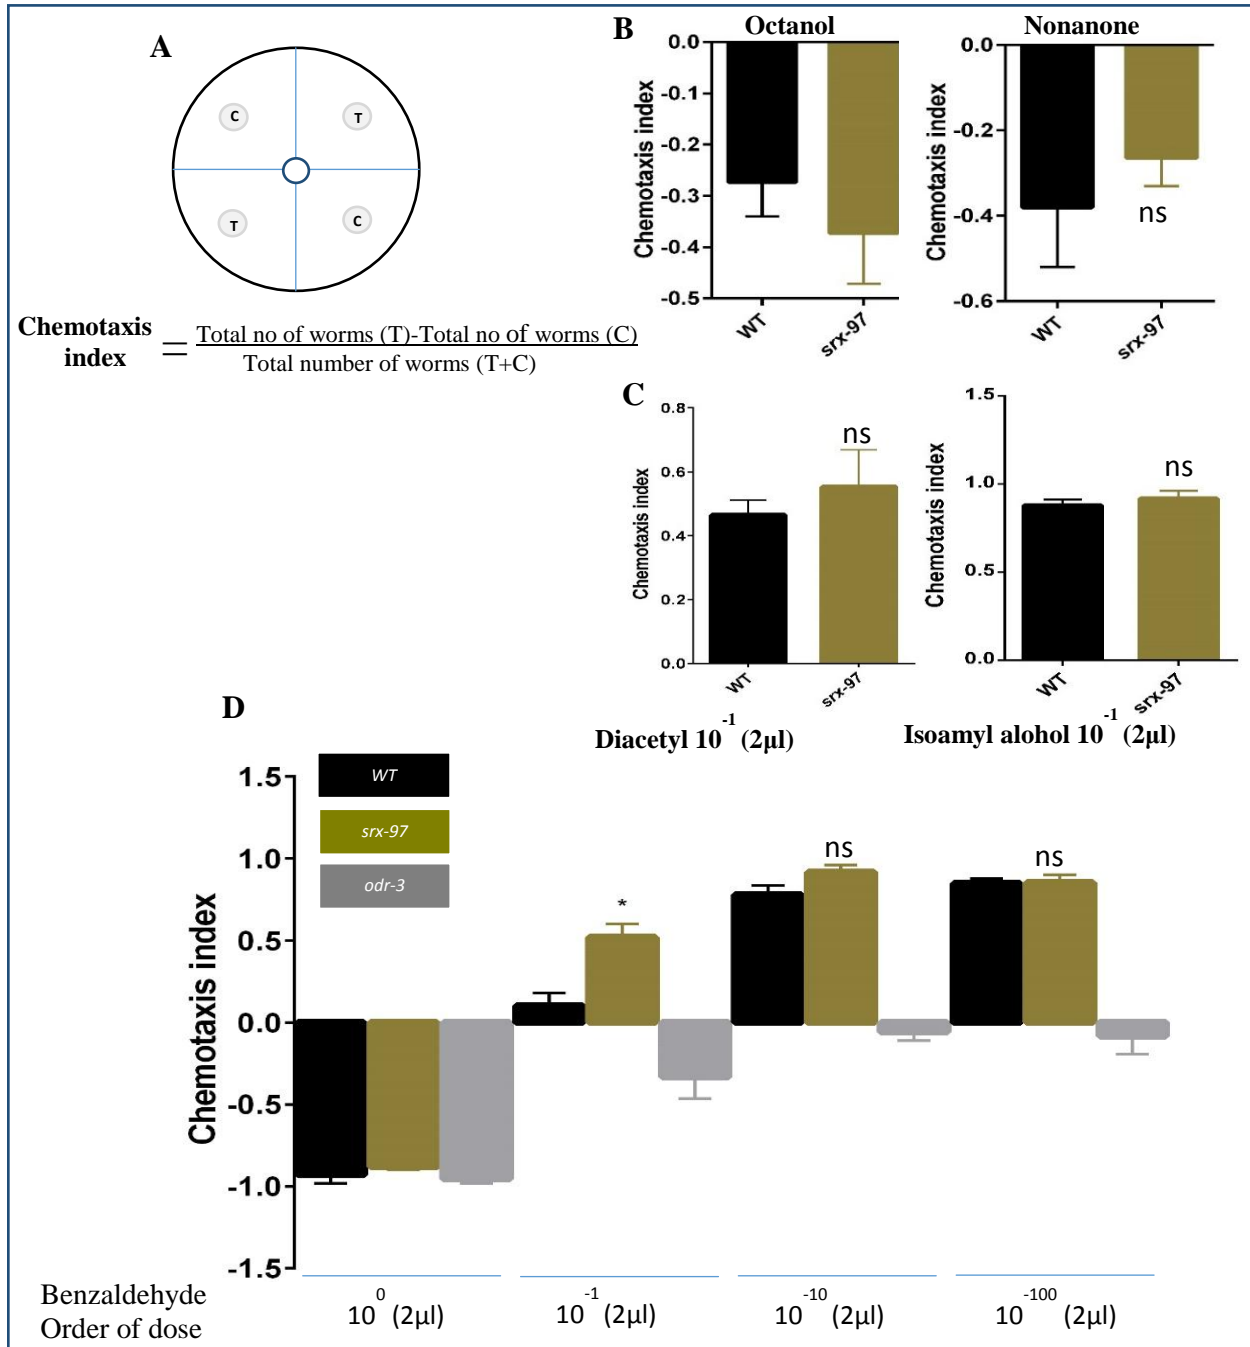 A
C
T
T
C
Chemotaxis index = Total no of worms (T)-Total no of worms (C)
Total number of worms (T+C)
B
Octanol
Chemotaxis index
0.0
-0.1
-0.2
-0.3
-0.4
-0.5
WT
srx-97
Nonanone
Chemotaxis index
0.0
-0.2
-0.4
-0.6
ns
WT
srx-97
C
Chemotaxis index
0.8
0.6
0.4
0.2
0.0
ns
WT
srx-97
Diacetyl 10-1 (2µl)
Chemotaxis index
1.5
1.0
0.5
0.0
ns
WT
srx-97
Isoamyl alohol 10-1 (2µl)
D
WT
srx-97
odr-3
Chemotaxis index
1.5
1.0
0.5
0.0
-0.5
-1.0
-1.5
*
ns
ns
Benzaldehyde
Order of dose
10 0 (2µl)
10 -1 (2µl)
10 -10 (2µl)
10 -100 (2µl)